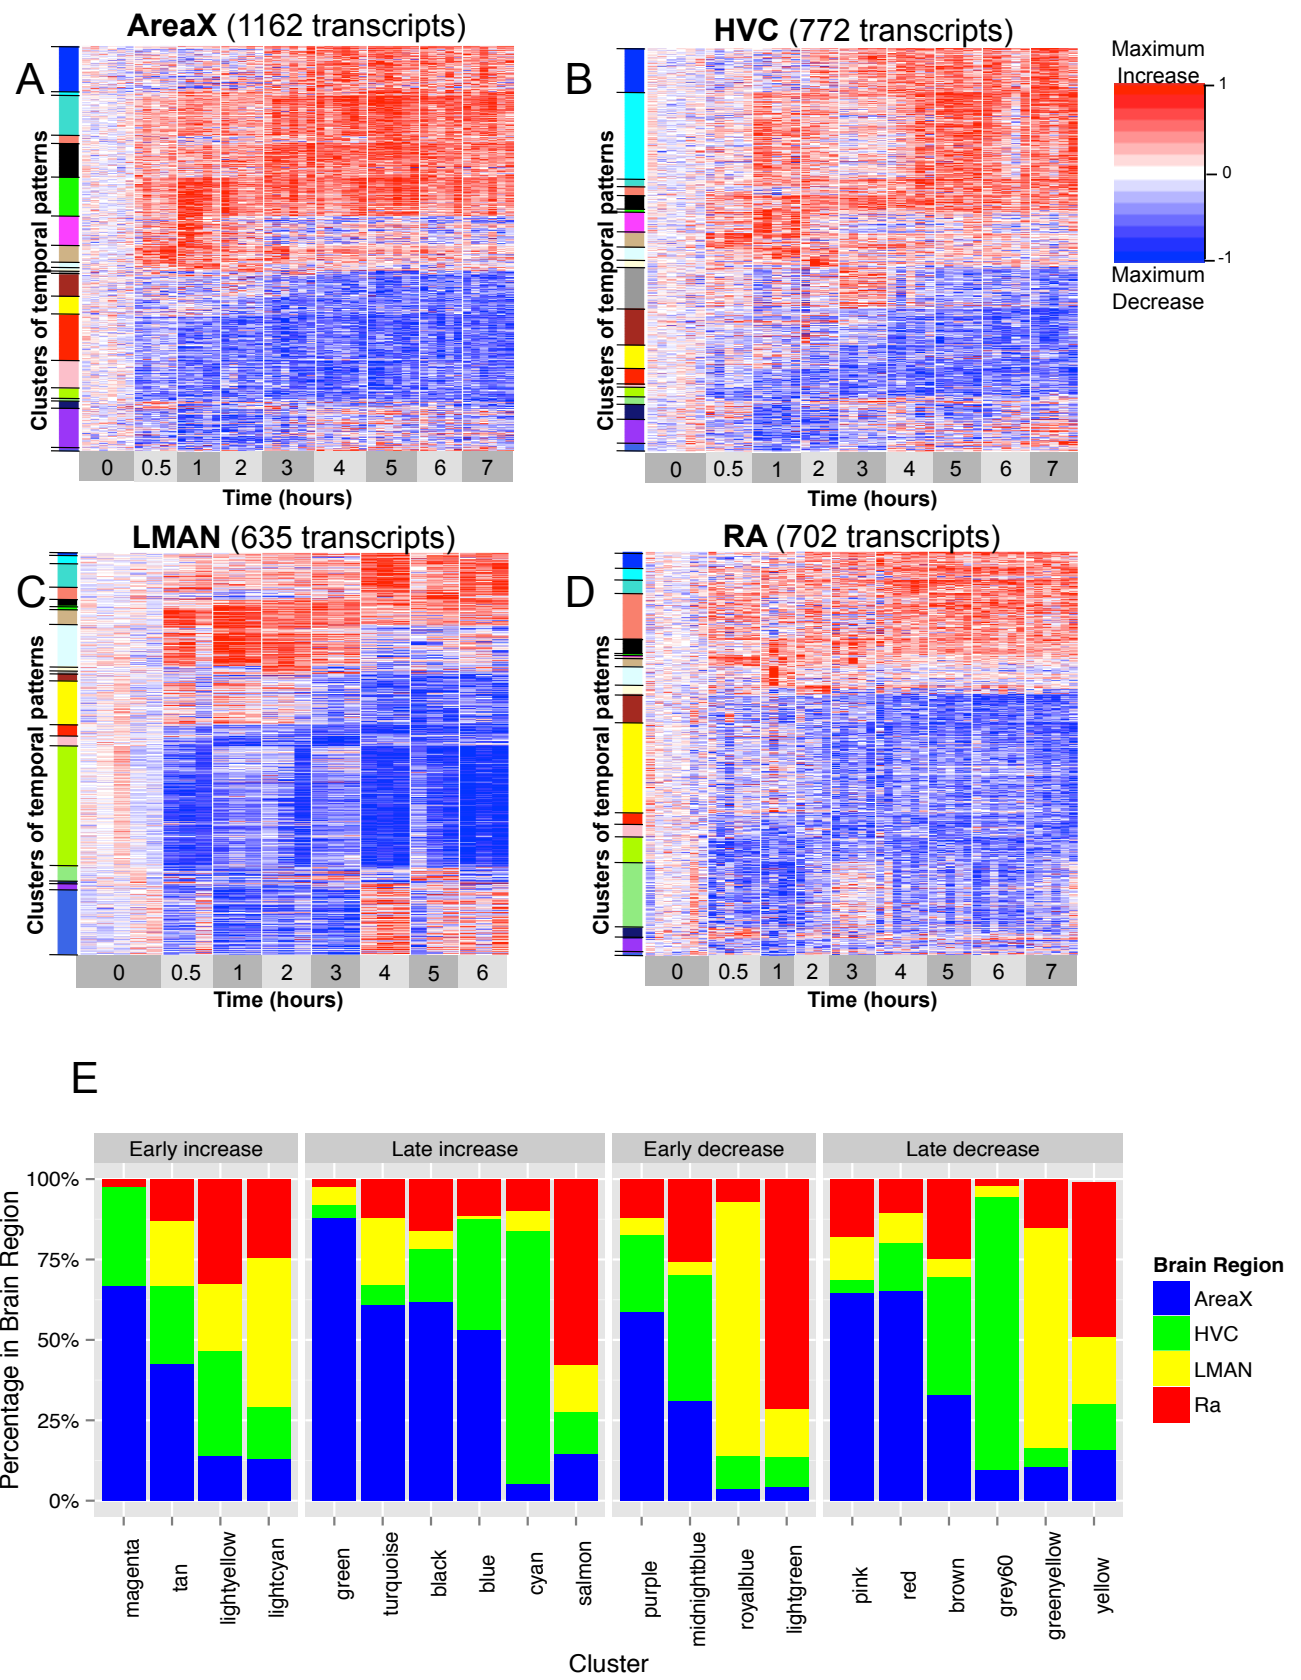 AreaX (1162 transcripts)
HVC (772 transcripts)
Maximum
Increase
1
0
-1
Maximum
Decrease
A
B
Clusters of temporal patterns
Clusters of temporal patterns
0 0.5 1 2 3 4 5 6 7
Time (hours)
0 0.5 1 2 3 4 5 6 7
Time (hours)
LMAN (635 transcripts)
RA (702 transcripts)
C
D
Clusters of temporal patterns
Clusters of temporal patterns
0 0.5 1 2 3 4 5 6
Time (hours)
0 0.5 1 2 3 4 5 6 7
Time (hours)
E
Early increase
Late increase
Early decrease
Late decrease
Percentage in Brain Region
100%
75%
50%
25%
0%
magenta
tan
lightyellow
lightcyan
green
turquoise
black
blue
cyan
salmon
purple
midnightblue
royalblue
lightgreen
pink
red
brown
grey60
greenyellow
yellow
Cluster
Brain Region
AreaX
HVC
LMAN
Ra